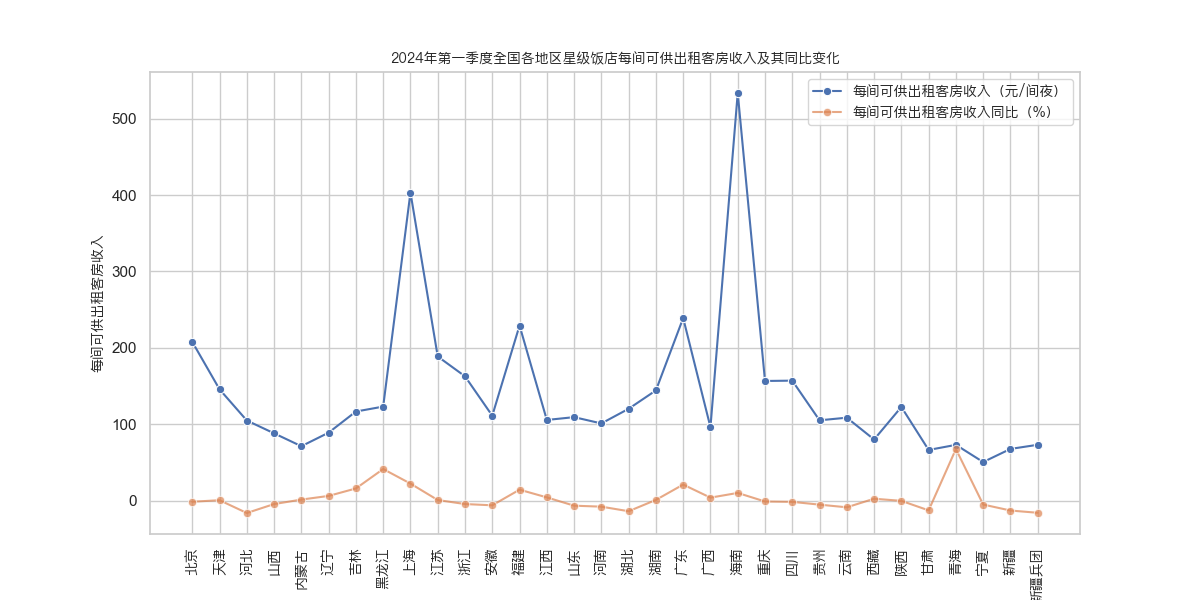 2024年第一季度全国各地区星级饭店每间可供出租客房收入及其同比变化
每间可供出租客房收入（元/间夜）
每间可供出租客房收入同比（%）
每间可供出租客房收入
500
400
300
200
100
0
北京
天津
河北
山西
内蒙古
辽宁
吉林
黑龙江
上海
江苏
浙江
安徽
福建
江西
山东
河南
湖北
湖南
广东
广西
海南
重庆
四川
贵州
云南
西藏
陕西
甘肃
青海
宁夏
新疆
新疆兵团